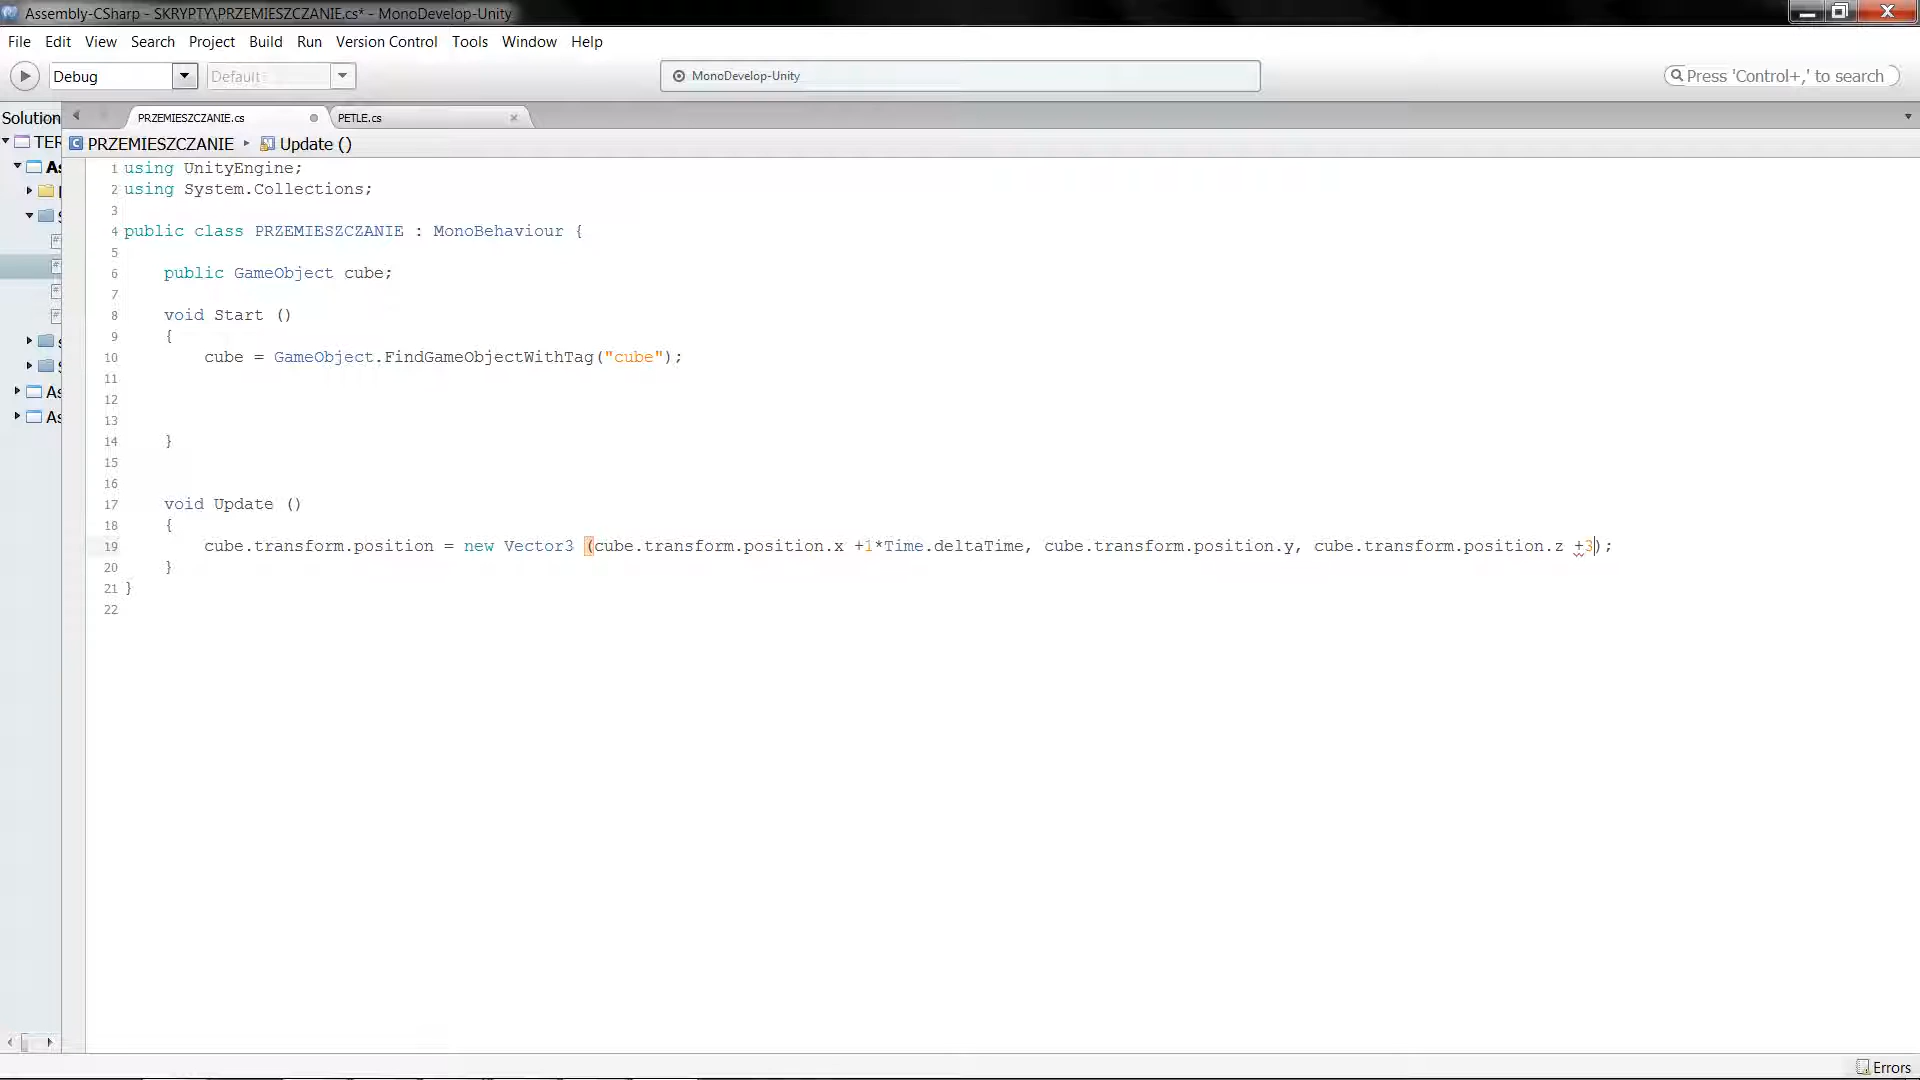 Assembly-CSharp - SKRYPTY\PRZEMIESZCZANIE.cs* - MonoDevelop-Unity
File Edit View Search Project Build Run Version Control Tools Window Help
Debug Default MonoDevelop-Unity Press 'Control+,' to search
Solution PRZEMIESZCZANIE.cs PETLE.cs
PRZEMIESZCZANIE Update ()
1 using UnityEngine;
2 using System.Collections;
3
4 public class PRZEMIESZCZANIE : MonoBehaviour {
5
6 public GameObject cube;
7
8 void Start ()
9 {
10 cube = GameObject.FindGameObjectWithTag("cube");
11
12
13
14 }
15
16
17 void Update ()
18 {
19 cube.transform.position = new Vector3 (cube.transform.position.x +1*Time.deltaTime, cube.transform.position.y, cube.transform.position.z +3);
20 }
21 }
22
Errors